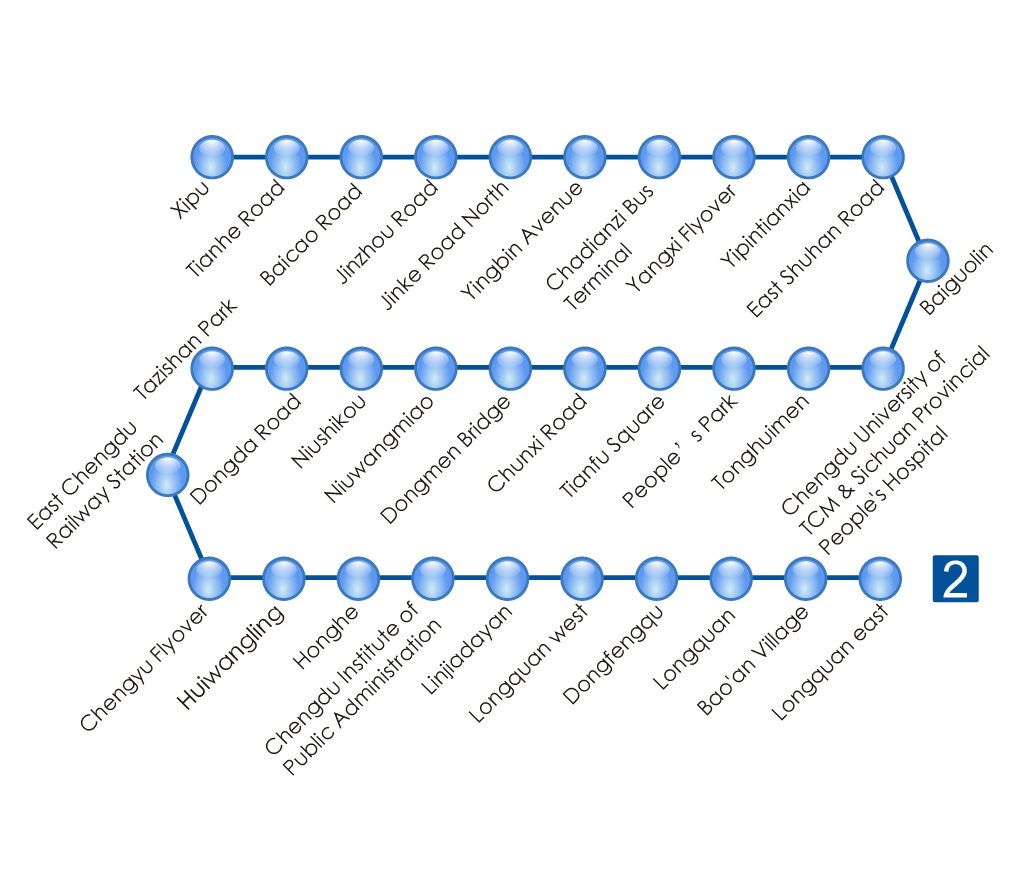 Xipu
Tianhe Road
Baicao Road
Jinzhou Road
Jinke Road North
Yingbin Avenue
Chadianzi Bus
Terminal
Yangxi Flyover
Yipintianxia
East Shuhan Road
Baiguolin
Chengdu University of
TCM & Sichuan Provincial
People's Hospital
Tonghuimen
People’s Park
Tianfu Square
Chunxi Road
Dongmen Bridge
Niuwangmiao
Niushikou
Dongda Road
Tazishan Park
East Chengdu
Railway Station
Chengyu Flyover
Huiwangling
Honghe
Chengdu Institute of
Public Administration
Linjiadayan
Longquan west
Dongfengqu
Longquan
Bao'an Village
Longquan east
2